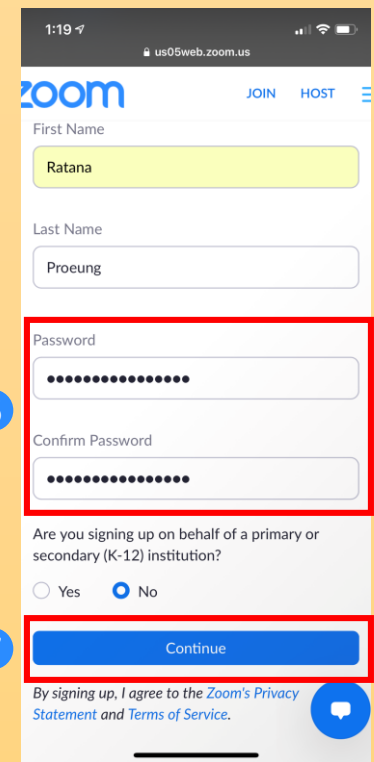 1:19
us05web.zoom.us
zoom JOIN HOST
First Name
Ratana
Last Name
Proeung
Password
••••••••••••••••
Confirm Password
••••••••••••••••
Are you signing up on behalf of a primary or
secondary (K-12) institution?
Yes No
Continue
By signing up, I agree to the Zoom's Privacy
Statement and Terms of Service.